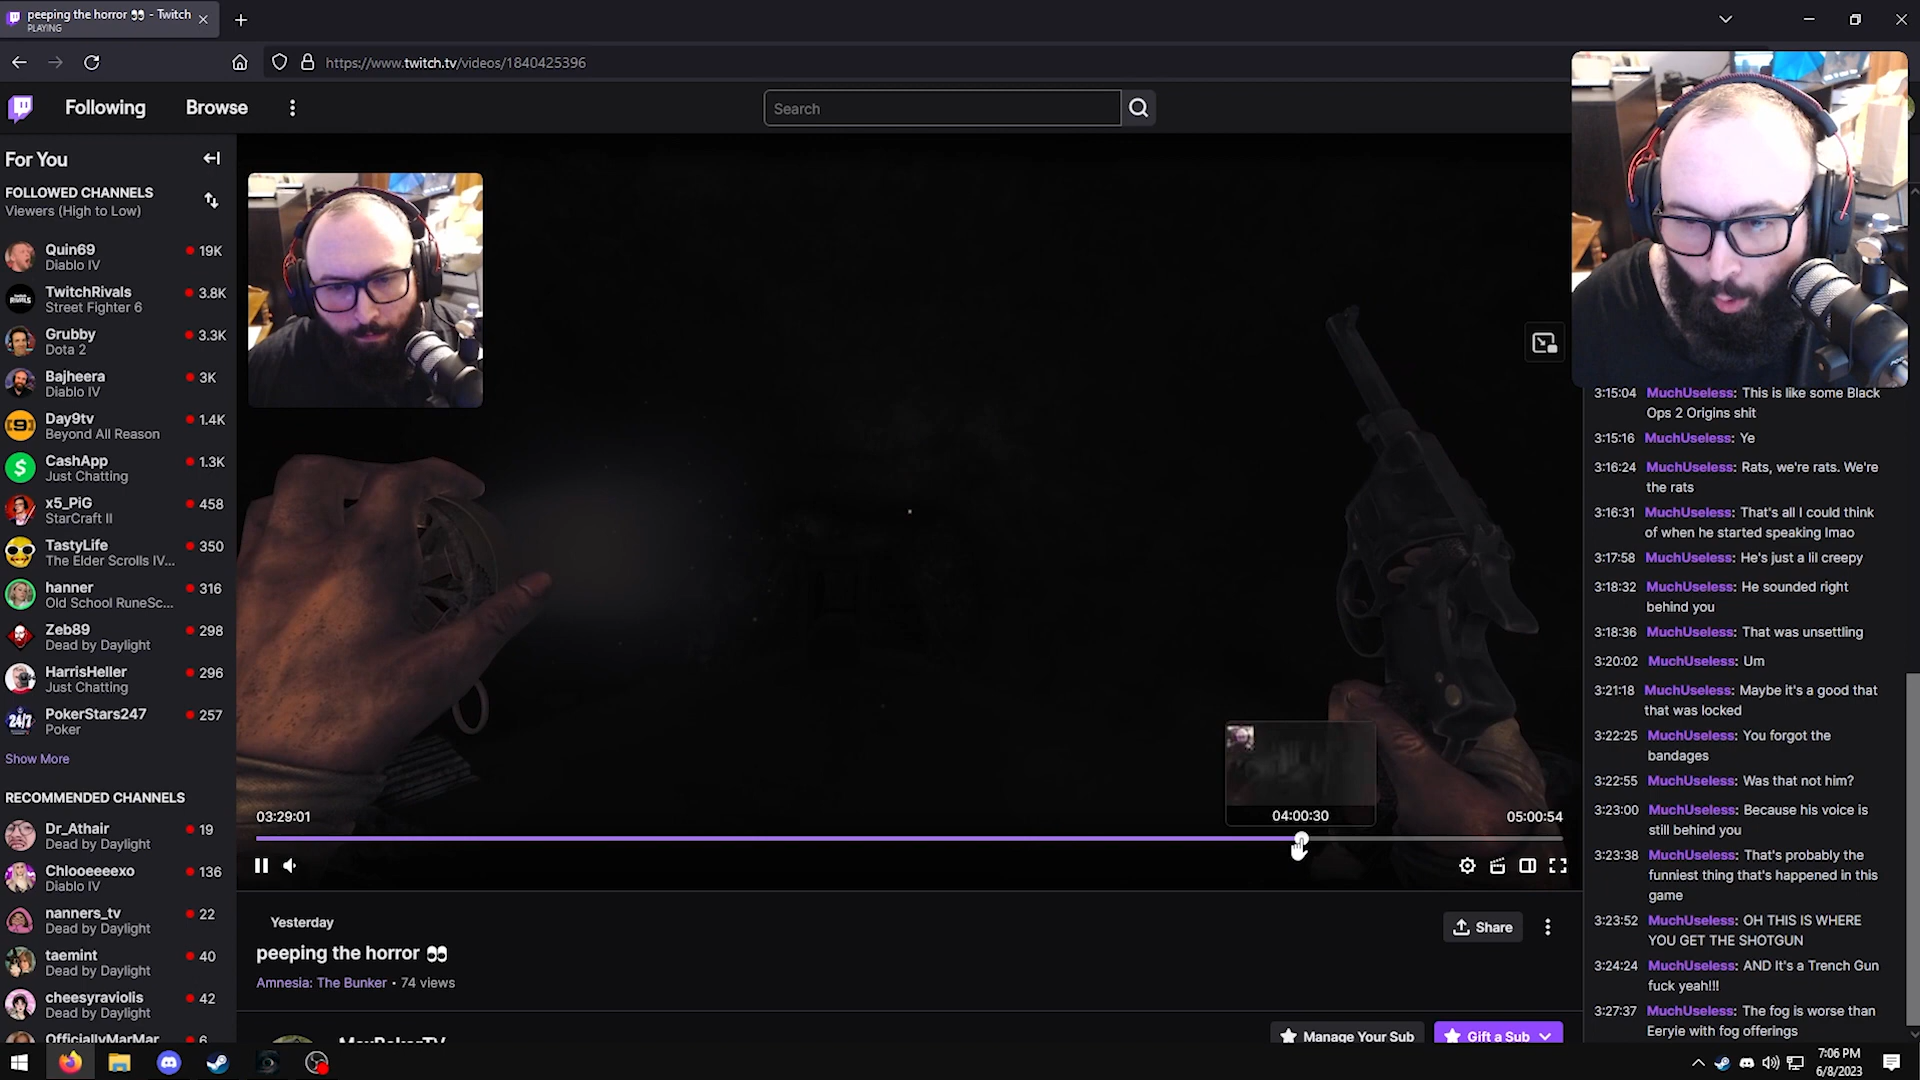 peeping the horror 👀 - Twitch
PLAYING
https://www.twitch.tv/videos/1840425396
Following
Browse
Search
For You
FOLLOWED CHANNELS
Viewers (High to Low)
Quin69
19K
Diablo IV
TwitchRivals
3.8K
Street Fighter 6
Grubby
3.3K
Dota 2
Bajheera
3K
Diablo IV
Day9tv
1.4K
Beyond All Reason
CashApp
1.3K
Just Chatting
x5_PiG
458
StarCraft II
TastyLife
350
The Elder Scrolls IV...
hanner
316
Old School RuneSc...
Zeb89
298
Dead by Daylight
HarrisHeller
296
Just Chatting
PokerStars247
257
Poker
Show More
RECOMMENDED CHANNELS
Dr_Athair
19
Dead by Daylight
Chlooeeeexo
136
Diablo IV
nanners_tv
22
Dead by Daylight
taemint
40
Dead by Daylight
cheesyraviolis
42
Dead by Daylight
OfficiallyMarMar
6
03:29:01
04:00:30
05:00:54
Yesterday
peeping the horror 👀
Amnesia: The Bunker • 74 views
Share
Manage Your Sub
Gift a Sub
3:15:04 MuchUseless: This is like some Black
Ops 2 Origins shit
3:15:16 MuchUseless: Ye
3:16:24 MuchUseless: Rats, we're rats. We're
the rats
3:16:31 MuchUseless: That's all I could think
of when he started speaking lmao
3:17:58 MuchUseless: He's just a lil creepy
3:18:32 MuchUseless: He sounded right
behind you
3:18:36 MuchUseless: That was unsettling
3:20:02 MuchUseless: Um
3:21:18 MuchUseless: Maybe it's a good that
that was locked
3:22:25 MuchUseless: You forgot the
bandages
3:22:55 MuchUseless: Was that not him?
3:23:00 MuchUseless: Because his voice is
still behind you
3:23:38 MuchUseless: That's probably the
funniest thing that's happened in this
game
3:23:52 MuchUseless: OH THIS IS WHERE
YOU GET THE SHOTGUN
3:24:24 MuchUseless: AND It's a Trench Gun
fuck yeah!!!
3:27:37 MuchUseless: The fog is worse than
Eeryie with fog offerings
7:06 PM
6/8/2023